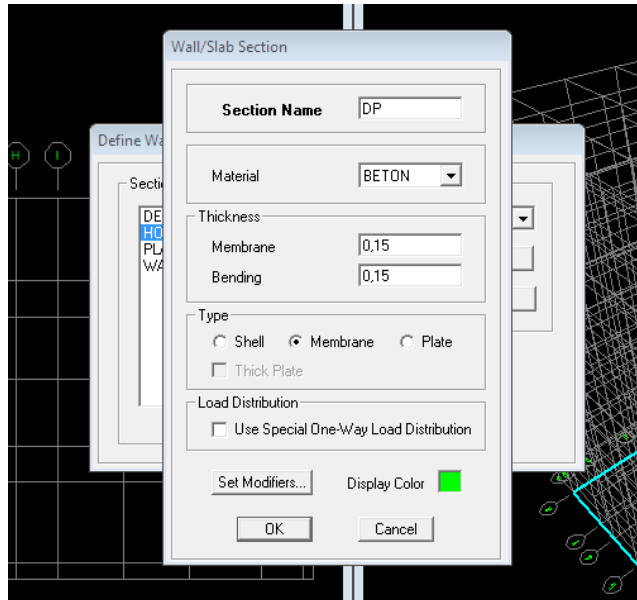 Wall/Slab Section
Section Name DP
Define Wa
H I
Material BETON
Secti
Thickness
DE
HO
Membrane 0,15
PLA
WA
Bending 0,15
Type
Shell Membrane Plate
Thick Plate
Load Distribution
Use Special One-Way Load Distribution
Set Modifiers... Display Color
OK Cancel